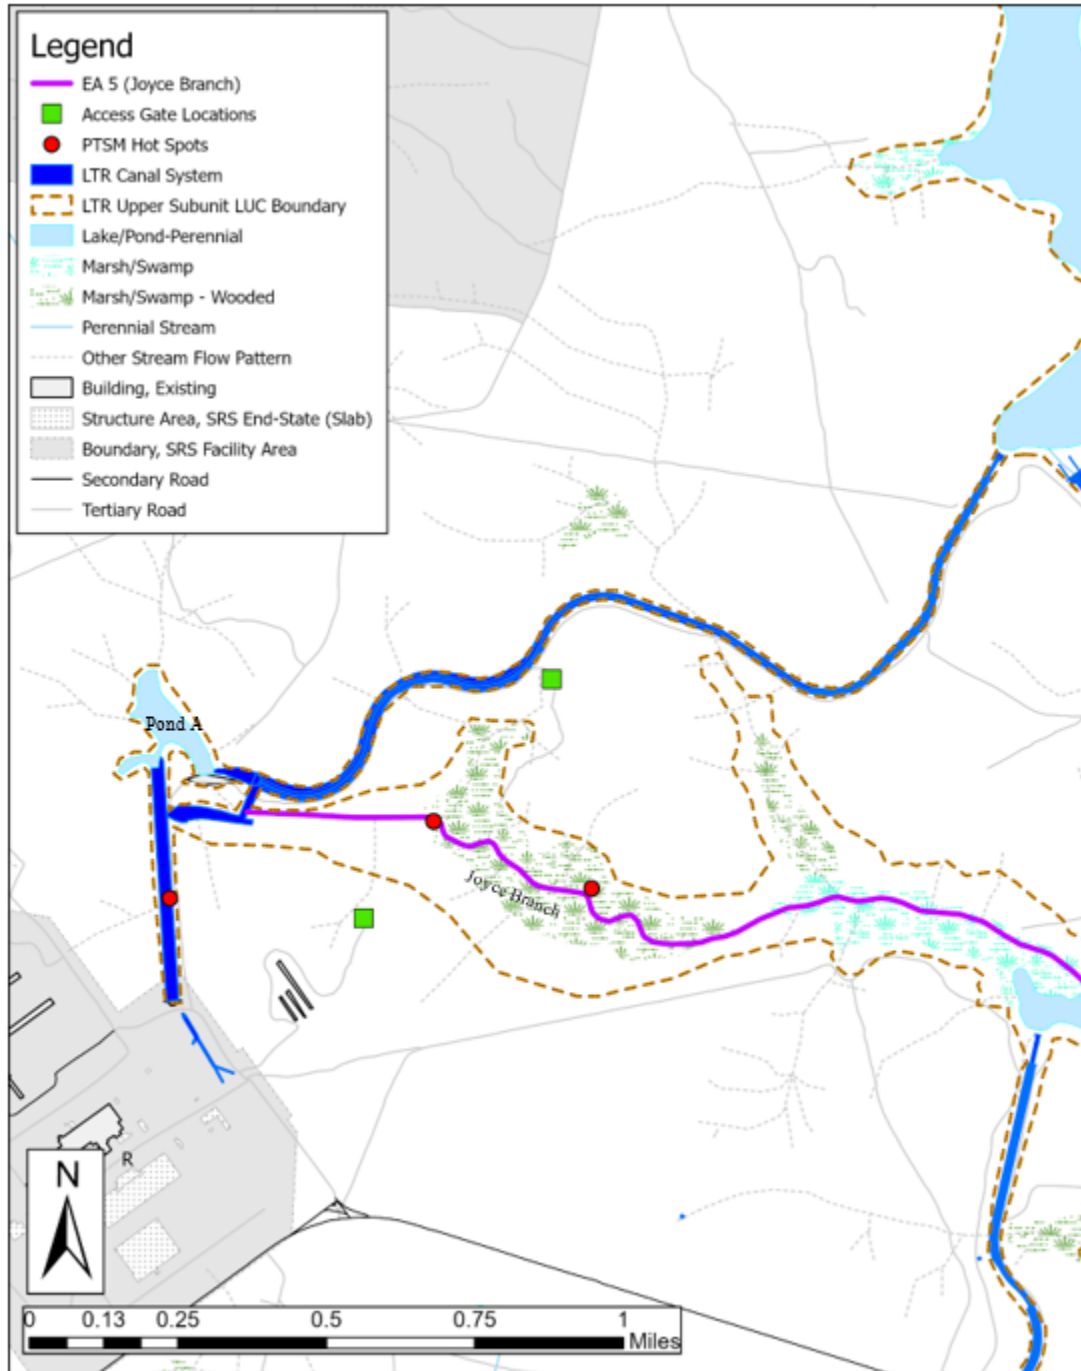 Legend
EA 5 (Joyce Branch)
Access Gate Locations
PTSM Hot Spots
LTR Canal System
LTR Upper Subunit LUC Boundary
Lake/Pond-Perennial
Marsh/Swamp
Marsh/Swamp - Wooded
Perennial Stream
Other Stream Flow Pattern
Building, Existing
Structure Area, SRS End-State (Slab)
Boundary, SRS Facility Area
Secondary Road
Tertiary Road
Pond A
Joyce Branch
R
N
0 0.13 0.25 0.5 0.75 1
Miles